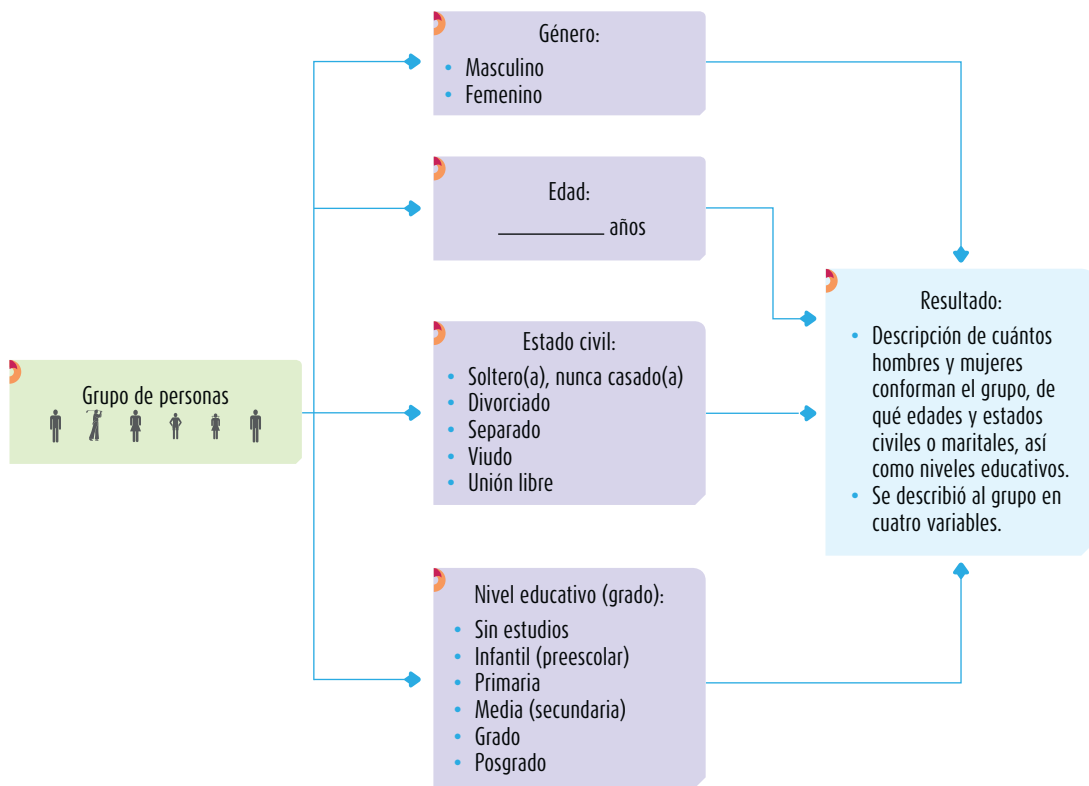 Grupo de personas
Género:
• Masculino
• Femenino
Edad:
__________ años
Estado civil:
• Soltero(a), nunca casado(a)
• Divorciado
• Separado
• Viudo
• Unión libre
Nivel educativo (grado):
• Sin estudios
• Infantil (preescolar)
• Primaria
• Media (secundaria)
• Grado
• Posgrado
Resultado:
• Descripción de cuántos
hombres y mujeres
conforman el grupo, de
qué edades y estados
civiles o maritales, así
como niveles educativos.
• Se describió al grupo en
cuatro variables.